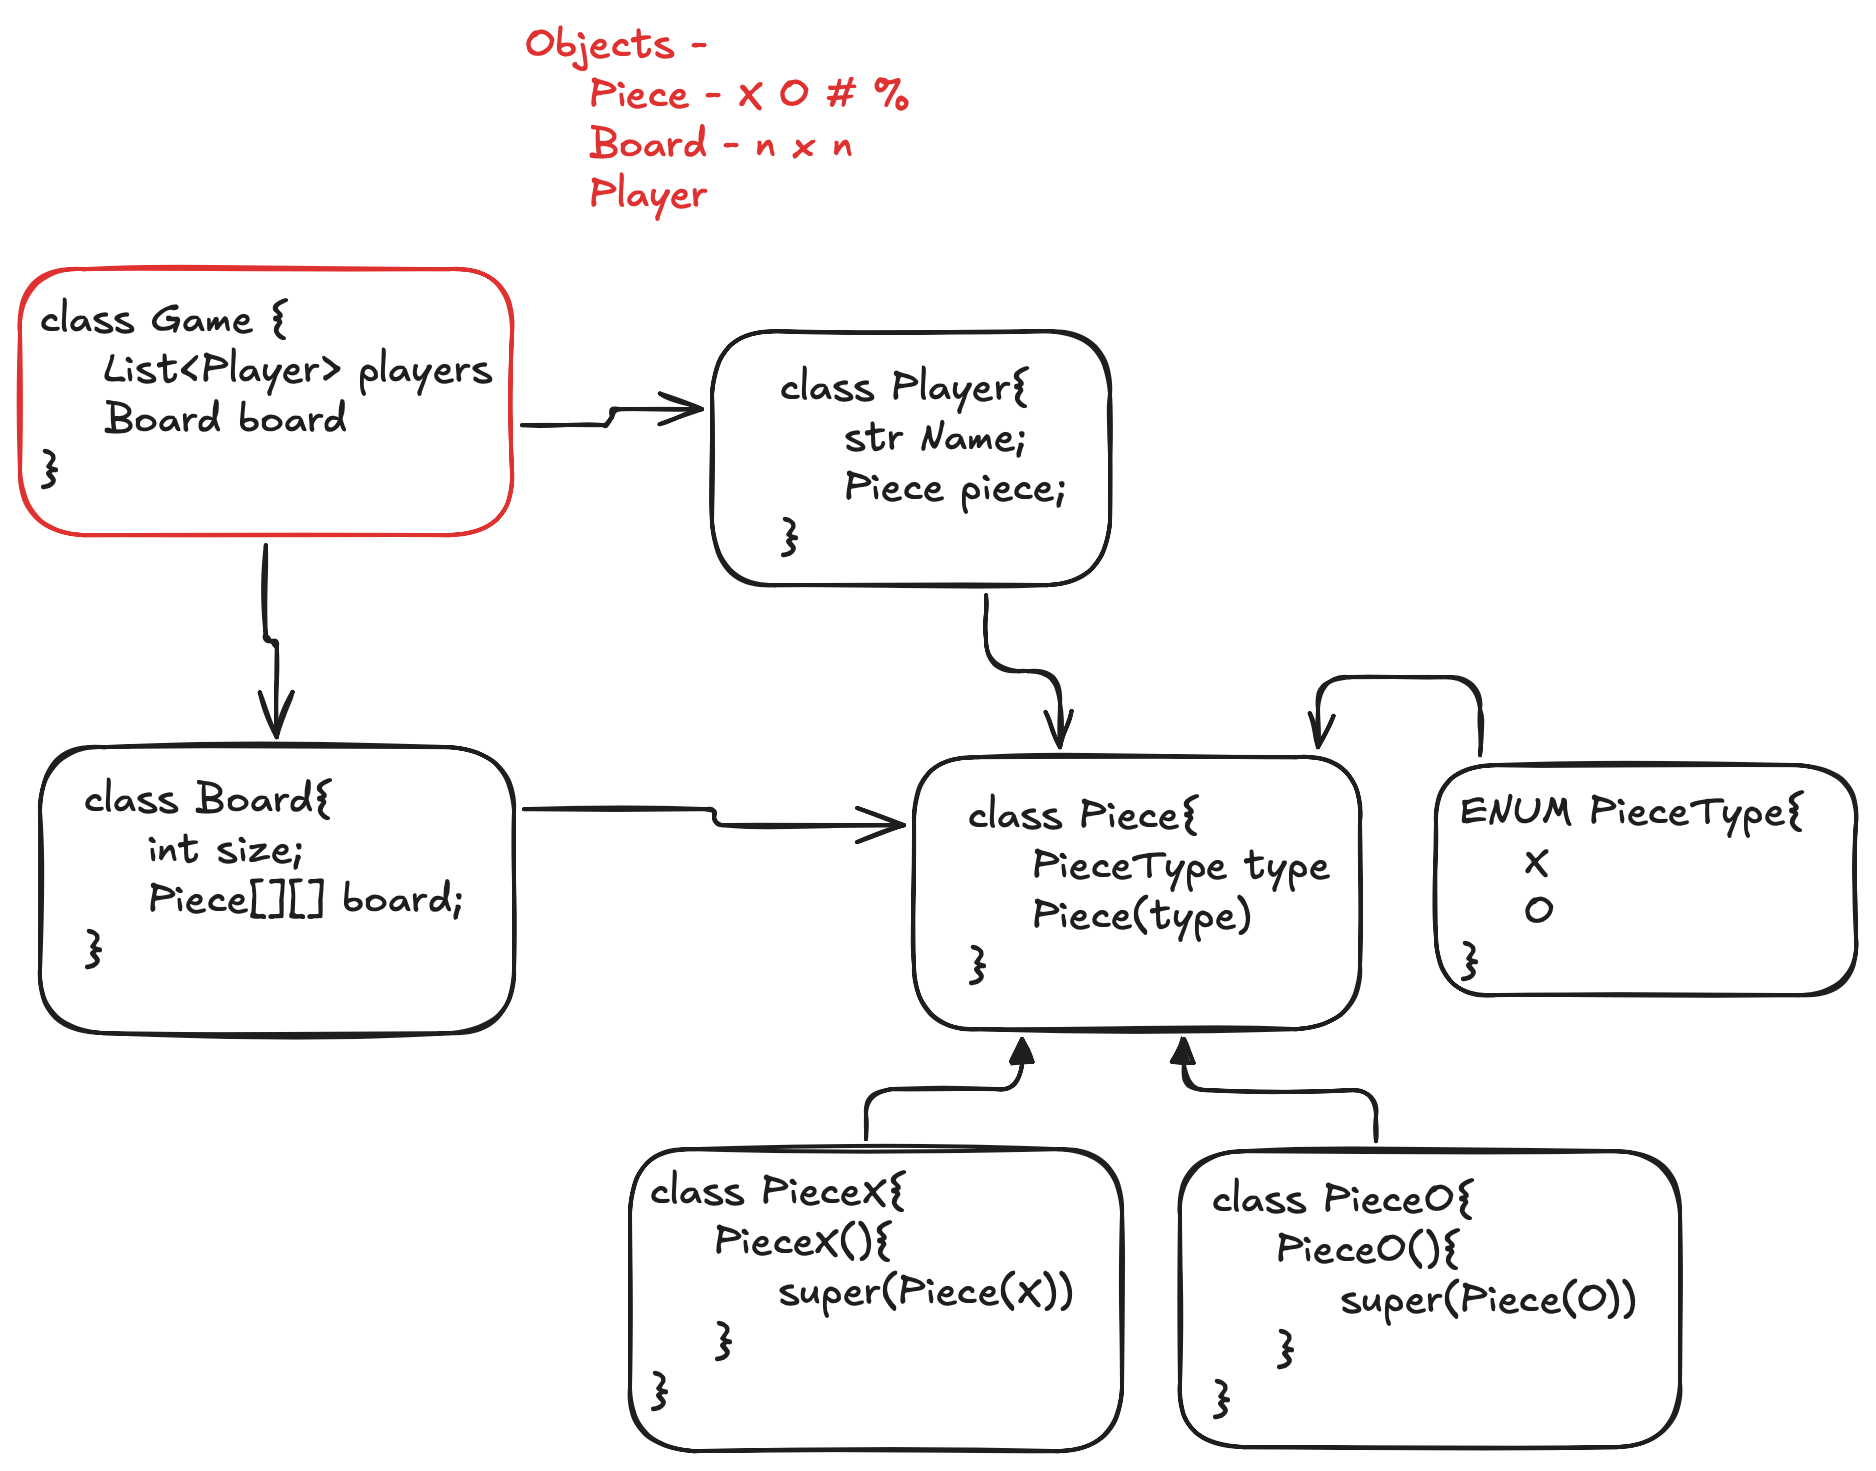 Objects -
Piece - X O # %
Board - n x n
Player
class Game {
List<Player> players
Board board
}
class Player{
str Name;
Piece piece;
}
class Board{
int size;
Piece[][] board;
}
class Piece{
PieceType type
Piece(type)
}
ENUM PieceType{
X
O
}
class PieceX{
PieceX(){
super(Piece(X))
}
}
class PieceO{
PieceO(){
super(Piece(O))
}
}